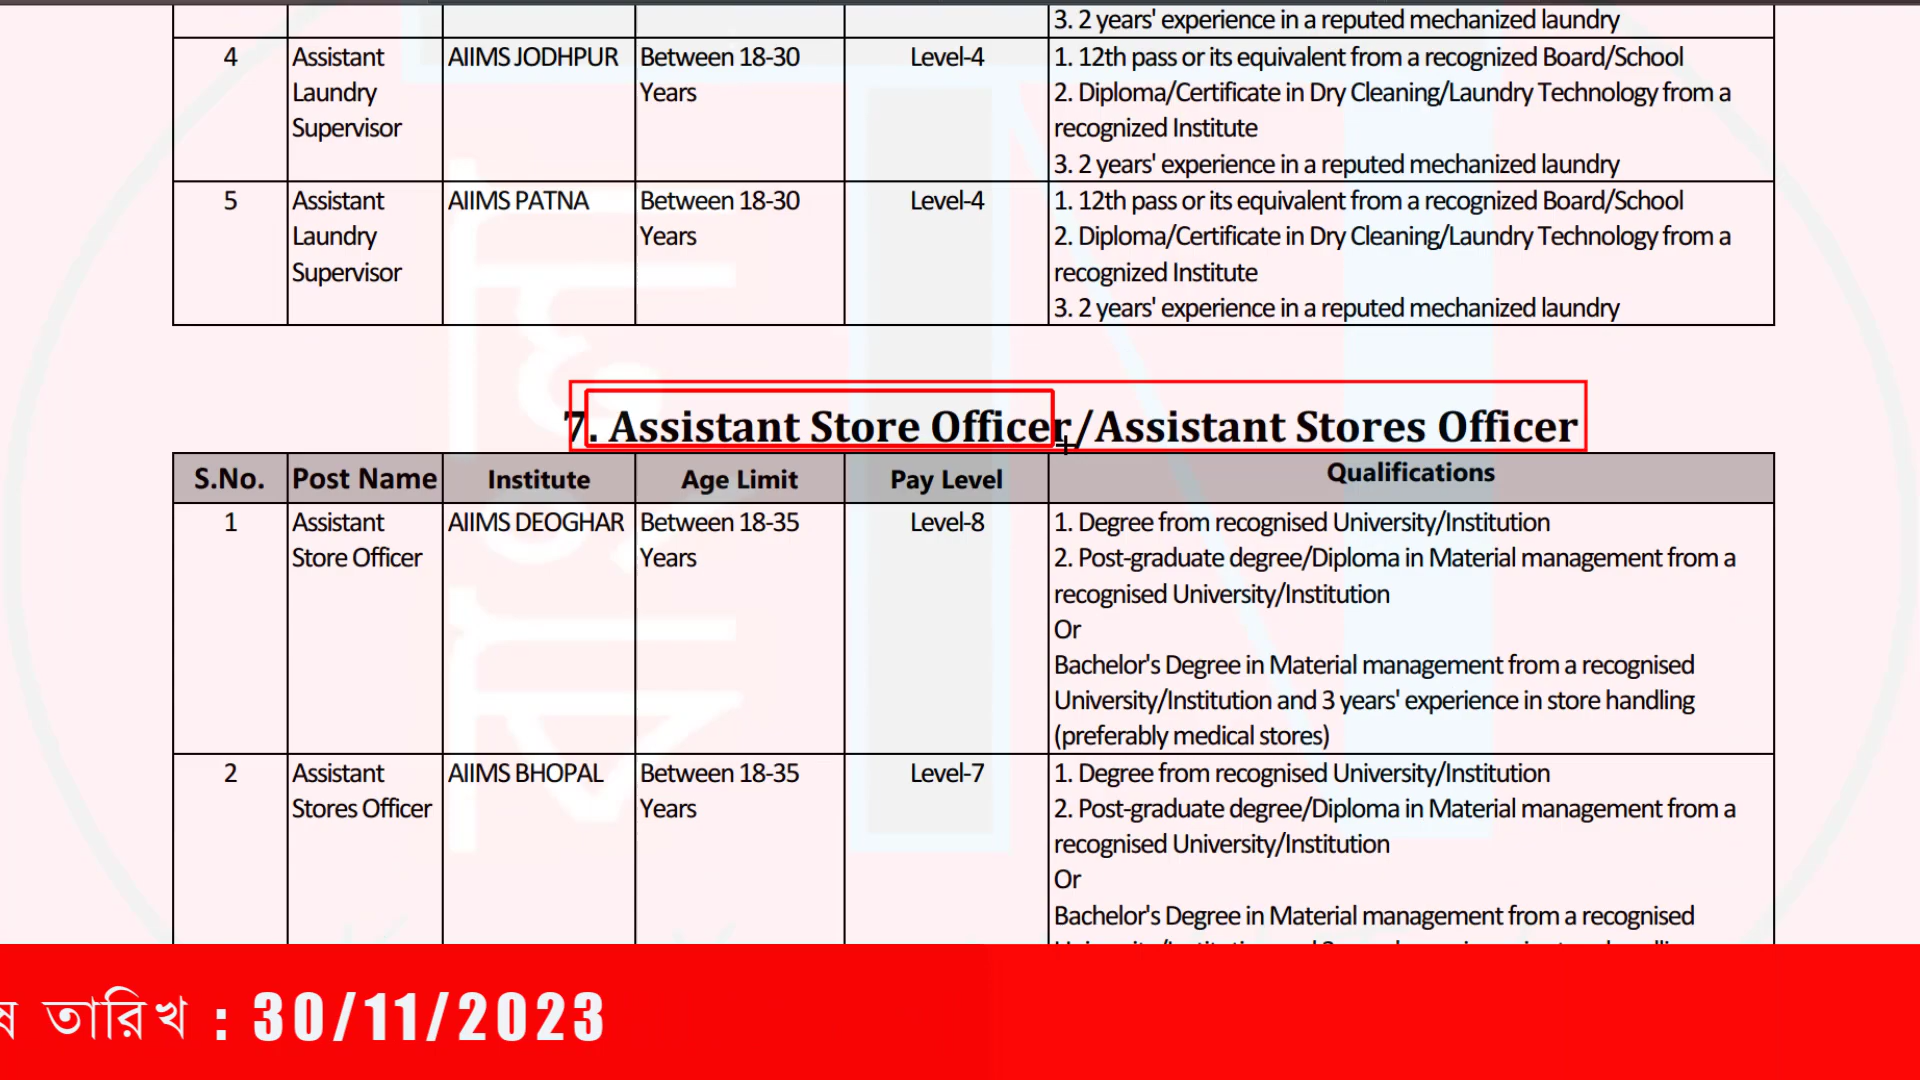 3. 2 years' experience in a reputed mechanized laundry
4 Assistant AIIMS JODHPUR Between 18-30 Level-4 1. 12th pass or its equivalent from a recognized Board/School
Laundry Years 2. Diploma/Certificate in Dry Cleaning/Laundry Technology from a
Supervisor recognized Institute
3. 2 years' experience in a reputed mechanized laundry
5 Assistant AIIMS PATNA Between 18-30 Level-4 1. 12th pass or its equivalent from a recognized Board/School
Laundry Years 2. Diploma/Certificate in Dry Cleaning/Laundry Technology from a
Supervisor recognized Institute
3. 2 years' experience in a reputed mechanized laundry
7. Assistant Store Officer/Assistant Stores Officer
S.No. Post Name Institute Age Limit Pay Level Qualifications
1 Assistant AIIMS DEOGHAR Between 18-35 Level-8 1. Degree from recognised University/Institution
Store Officer Years 2. Post-graduate degree/Diploma in Material management from a
recognised University/Institution
Or
Bachelor's Degree in Material management from a recognised
University/Institution and 3 years' experience in store handling
(preferably medical stores)
2 Assistant AIIMS BHOPAL Between 18-35 Level-7 1. Degree from recognised University/Institution
Stores Officer Years 2. Post-graduate degree/Diploma in Material management from a
recognised University/Institution
Or
Bachelor's Degree in Material management from a recognised
তারিখ : 30/11/2023